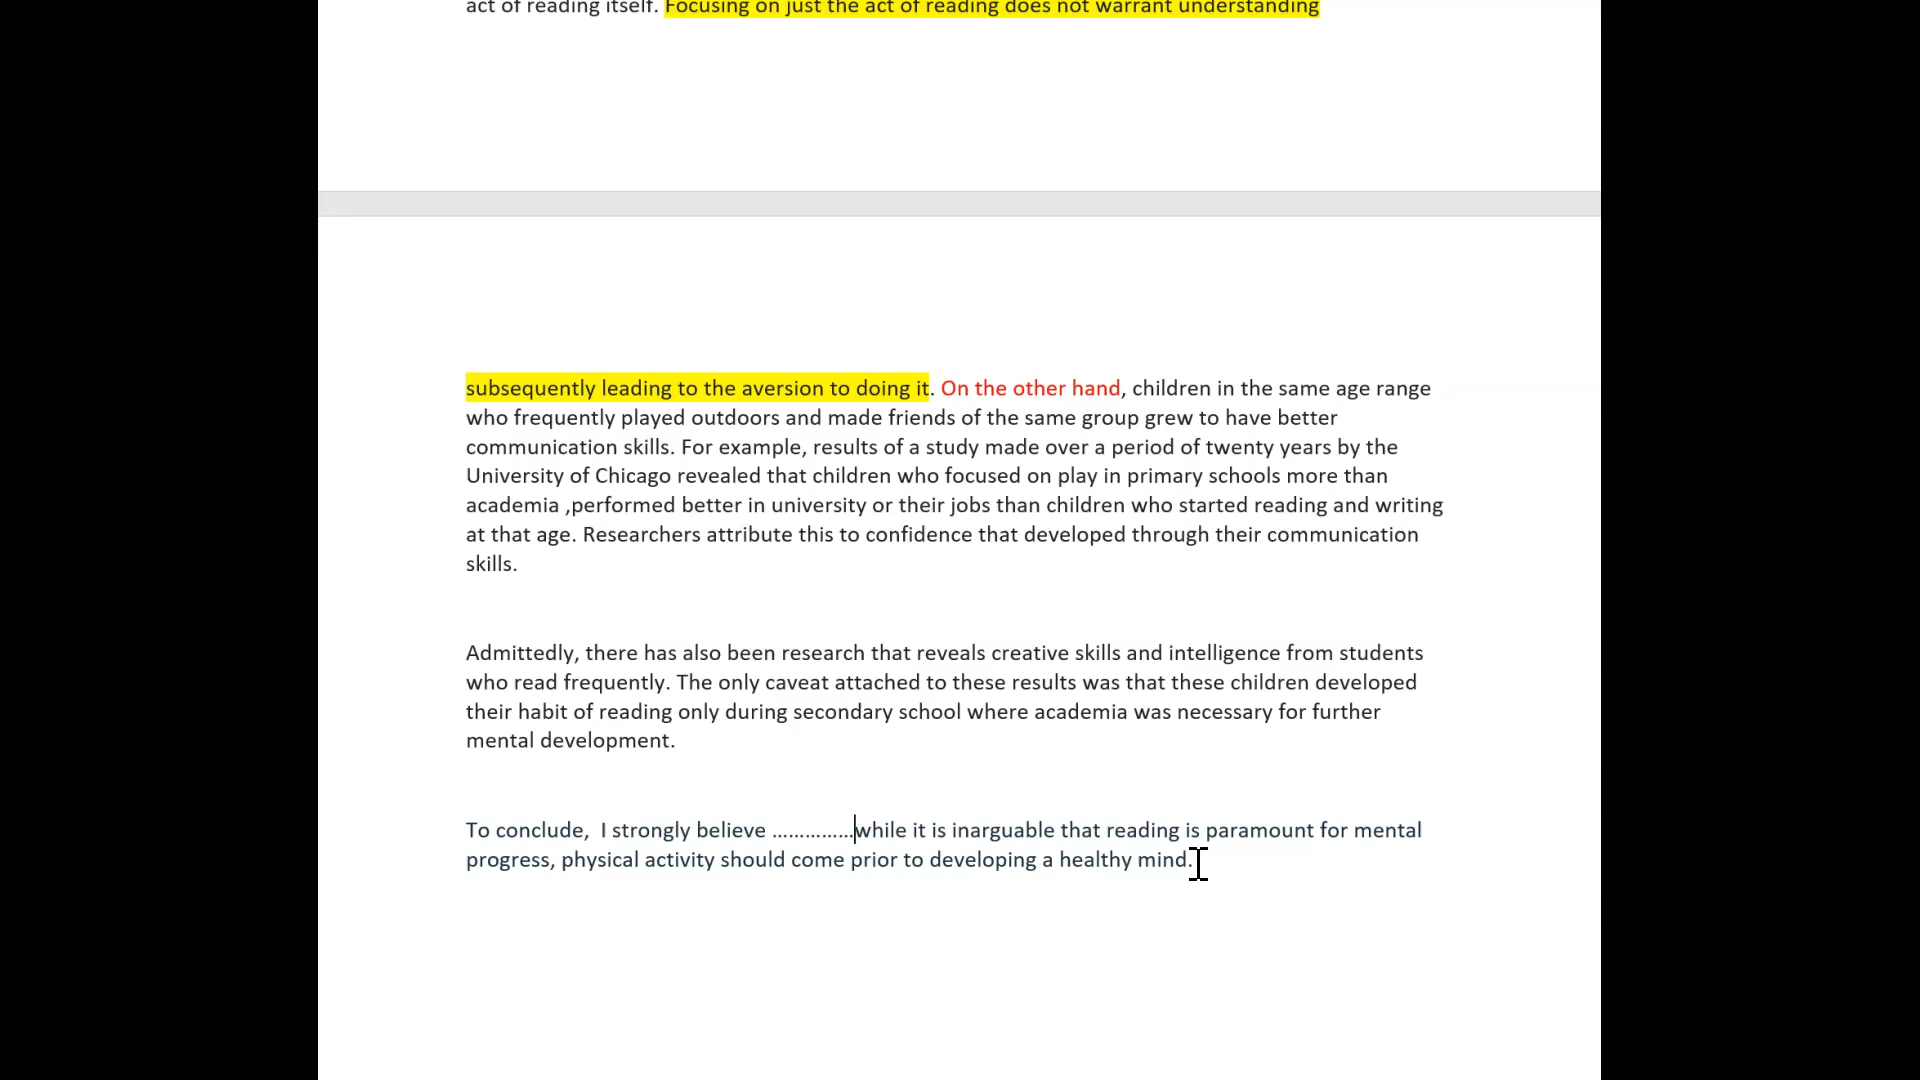 act of reading itself. Focusing on just the act of reading does not warrant understanding
subsequently leading to the aversion to doing it. On the other hand, children in the same age range
who frequently played outdoors and made friends of the same group grew to have better
communication skills. For example, results of a study made over a period of twenty years by the
University of Chicago revealed that children who focused on play in primary schools more than
academia ,performed better in university or their jobs than children who started reading and writing
at that age. Researchers attribute this to confidence that developed through their communication
skills.
Admittedly, there has also been research that reveals creative skills and intelligence from students
who read frequently. The only caveat attached to these results was that these children developed
their habit of reading only during secondary school where academia was necessary for further
mental development.
To conclude,  I strongly believe ……………while it is inarguable that reading is paramount for mental
progress, physical activity should come prior to developing a healthy mind.